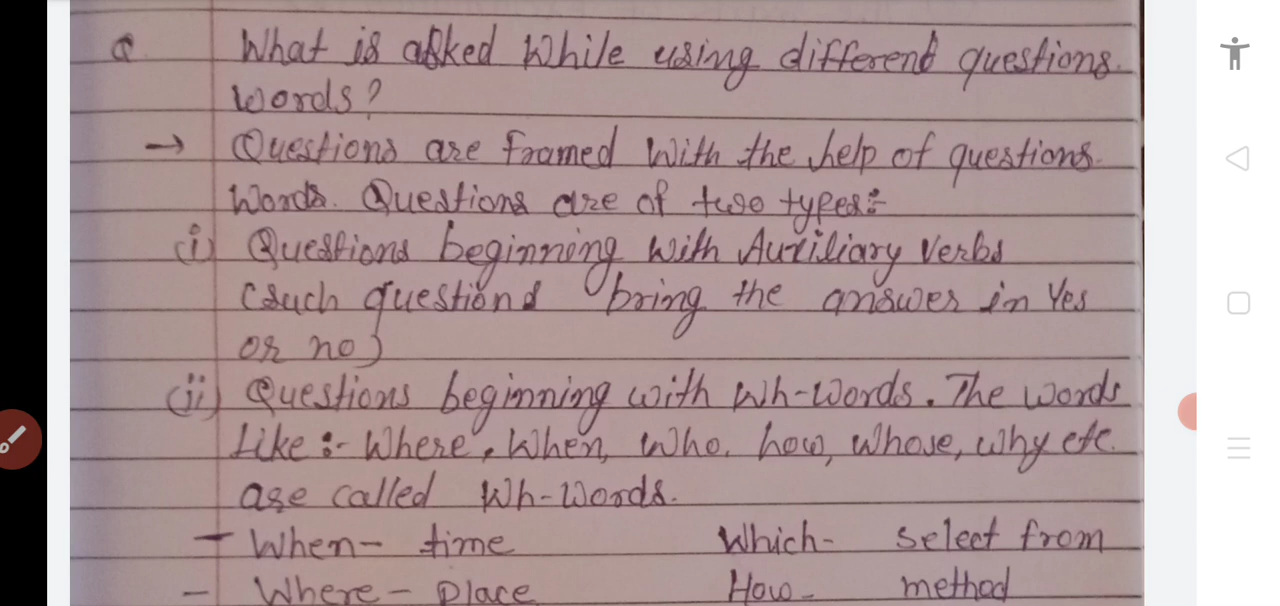 Q What is asked while using different questions
words?
→ Questions are framed with the help of questions
words. Questions are of two types:-
(i) Questions beginning with Auxiliary verbs
(such questions bring the answer in Yes
or no)
(ii) Questions beginning with Wh-words. The words
like :- Where, When, Who, how, Whose, why etc.
are called Wh-words.
- When - time Which - select from
- Where - place How - method